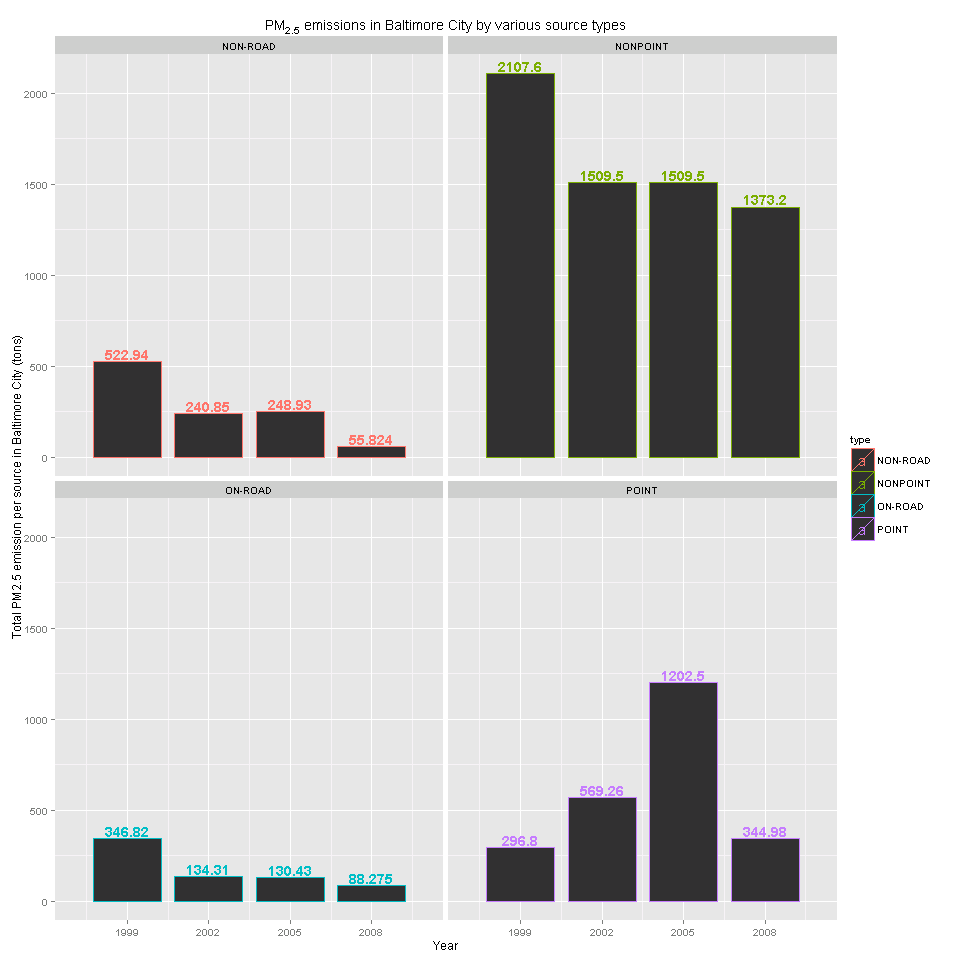 PM2.5 emissions in Baltimore City by various source types
NON-ROAD
NONPOINT
2000
1500
1000
500
0
522.94
240.85
248.93
55.824
2107.6
1509.5
1509.5
1373.2
Total PM2.5 emission per source in Baltimore City (tons)
ON-ROAD
POINT
2000
1500
1000
500
0
346.82
134.31
130.43
88.275
296.8
569.26
1202.5
344.98
1999
2002
2005
2008
1999
2002
2005
2008
Year
type
a NON-ROAD
a NONPOINT
a ON-ROAD
a POINT